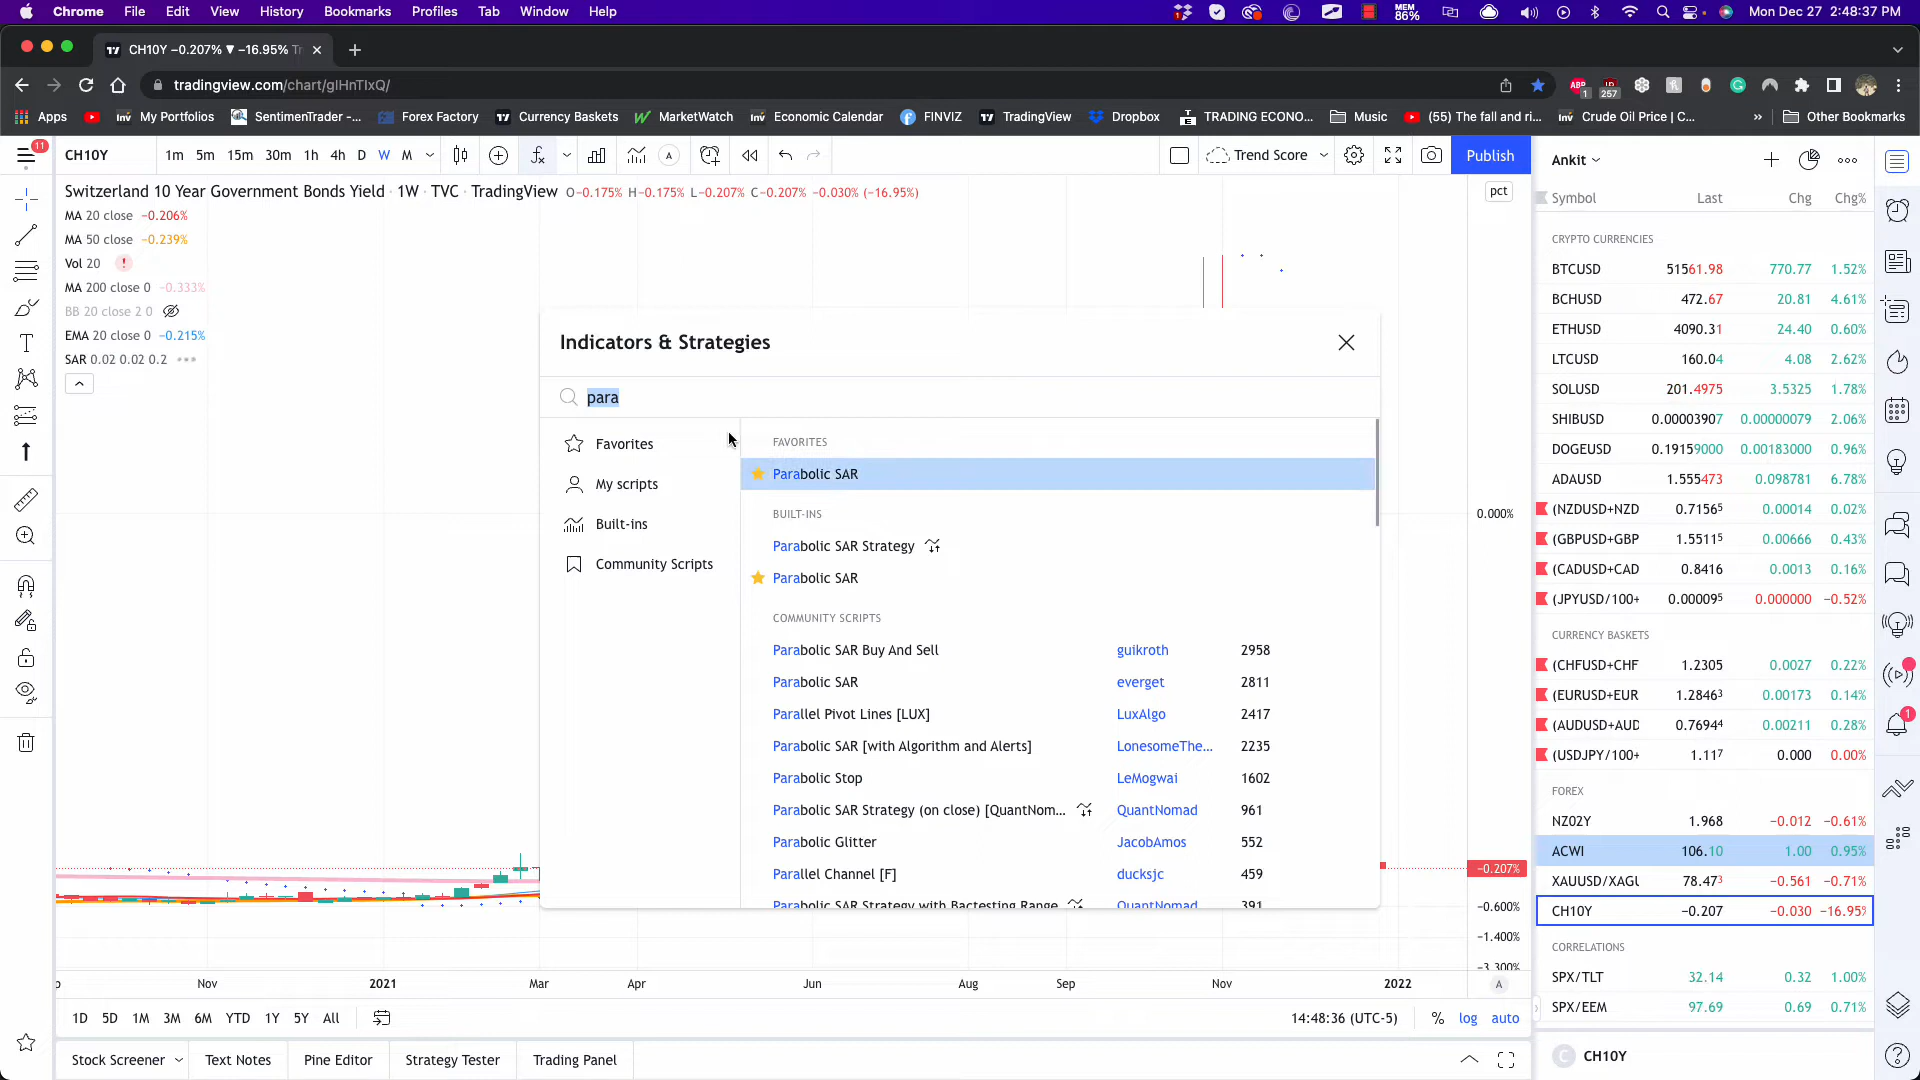 Chrome File Edit View History Bookmarks Profiles Tab Window Help MEM 86% Mon Dec 27 2:48:37 PM
CH10Y −0.207% ▼ −16.95% Tr
tradingview.com/chart/glHnTIxQ/
Apps My Portfolios SentimenTrader -... Forex Factory Currency Baskets MarketWatch Economic Calendar FINVIZ TradingView Dropbox TRADING ECONO... Music (55) The fall and ri... Crude Oil Price | C... » Other Bookmarks
11
CH10Y 1m 5m 15m 30m 1h 4h D W M Trend Score Publish
Switzerland 10 Year Government Bonds Yield · 1W · TVC · TradingView O−0.175% H−0.175% L−0.207% C−0.207% −0.030% (−16.95%)
pct
MA 20 close −0.206%
MA 50 close −0.239%
Vol 20
MA 200 close 0 −0.333%
BB 20 close 2 0
EMA 20 close 0 −0.215%
SAR 0.02 0.02 0.2
Indicators & Strategies
para
Favorites
My scripts
Built-ins
Community Scripts
FAVORITES
Parabolic SAR
BUILT-INS
Parabolic SAR Strategy
Parabolic SAR
COMMUNITY SCRIPTS
Parabolic SAR Buy And Sell guikroth 2958
Parabolic SAR everget 2811
Parallel Pivot Lines [LUX] LuxAlgo 2417
Parabolic SAR [with Algorithm and Alerts] LonesomeThe... 2235
Parabolic Stop LeMogwai 1602
Parabolic SAR Strategy (on close) [QuantNom... QuantNomad 961
Parabolic Glitter JacobAmos 552
Parallel Channel [F] ducksjc 459
Parabolic SAR Strategy with Bactesting Range QuantNomad 391
0.000%
−0.207%
−0.600%
−1.400%
−3.300%
Nov 2021 Mar Apr Jun Aug Sep Nov 2022 A
1D 5D 1M 3M 6M YTD 1Y 5Y All 14:48:36 (UTC-5) % log auto
Stock Screener Text Notes Pine Editor Strategy Tester Trading Panel
Ankit
Symbol Last Chg Chg%
CRYPTO CURRENCIES
BTCUSD 51561.98 770.77 1.52%
BCHUSD 472.67 20.81 4.61%
ETHUSD 4090.31 24.40 0.60%
LTCUSD 160.04 4.08 2.62%
SOLUSD 201.4975 3.5325 1.78%
SHIBUSD 0.00003907 0.00000079 2.06%
DOGEUSD 0.19159000 0.00183000 0.96%
ADAUSD 1.555473 0.098781 6.78%
(NZDUSD+NZD 0.71565 0.00014 0.02%
(GBPUSD+GBP 1.55115 0.00666 0.43%
(CADUSD+CAD 0.8416 0.0013 0.16%
(JPYUSD/100+ 0.000095 0.000000 −0.52%
CURRENCY BASKETS
(CHFUSD+CHF 1.2305 0.0027 0.22%
(EURUSD+EUR 1.28463 0.00173 0.14%
(AUDUSD+AUD 0.76944 0.00211 0.28%
(USDJPY/100+ 1.117 0.000 0.00%
FOREX
NZ02Y 1.968 −0.012 −0.61%
ACWI 106.10 1.00 0.95%
XAUUSD/XAGU 78.473 −0.561 −0.71%
CH10Y −0.207 −0.030 −16.95%
CORRELATIONS
SPX/TLT 32.14 0.32 1.00%
SPX/EEM 97.69 0.69 0.71%
C CH10Y